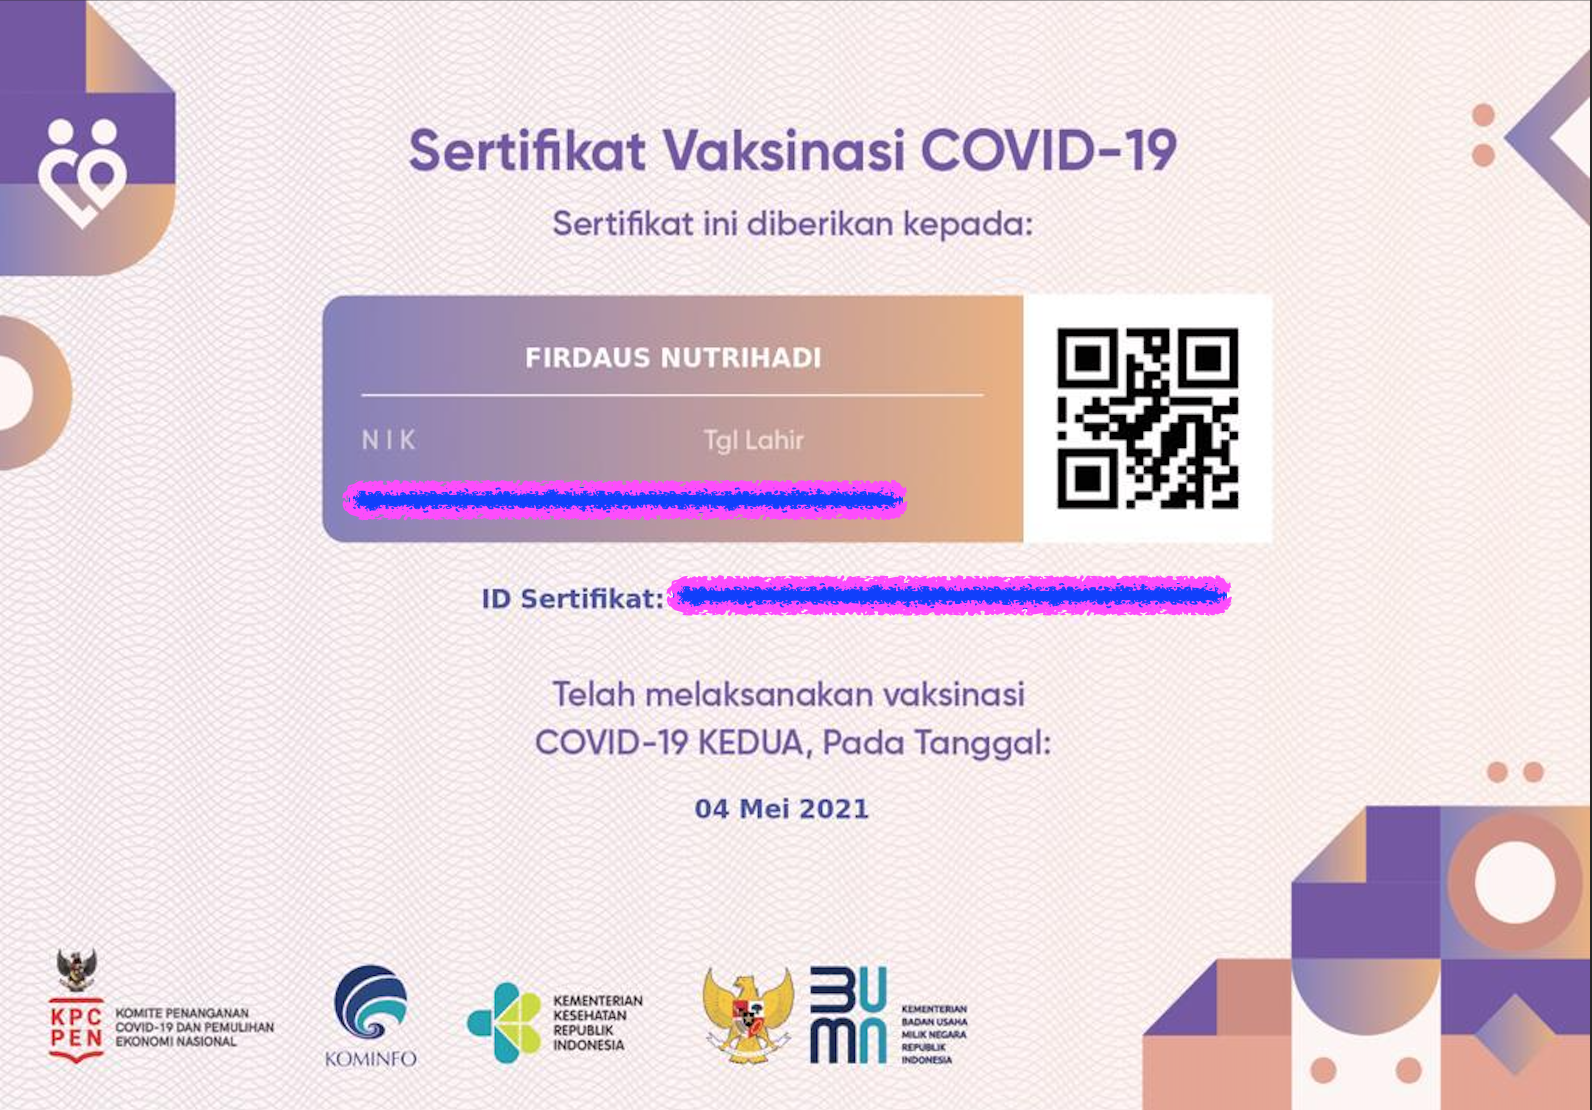 Sertifikat Vaksinasi COVID-19
Sertifikat ini diberikan kepada:
FIRDAUS NUTRIHADI
NIK
Tgl Lahir
ID Sertifikat:
Telah melaksanakan vaksinasi
COVID-19 KEDUA, Pada Tanggal:
04 Mei 2021
KPC
PEN
KOMITE PENANGANAN
COVID-19 DAN PEMULIHAN
EKONOMI NASIONAL
KOMINFO
KEMENTERIAN
KESEHATAN
REPUBLIK
INDONESIA
BUMN
KEMENTERIAN
BADAN USAHA
MILIK NEGARA
REPUBLIK
INDONESIA